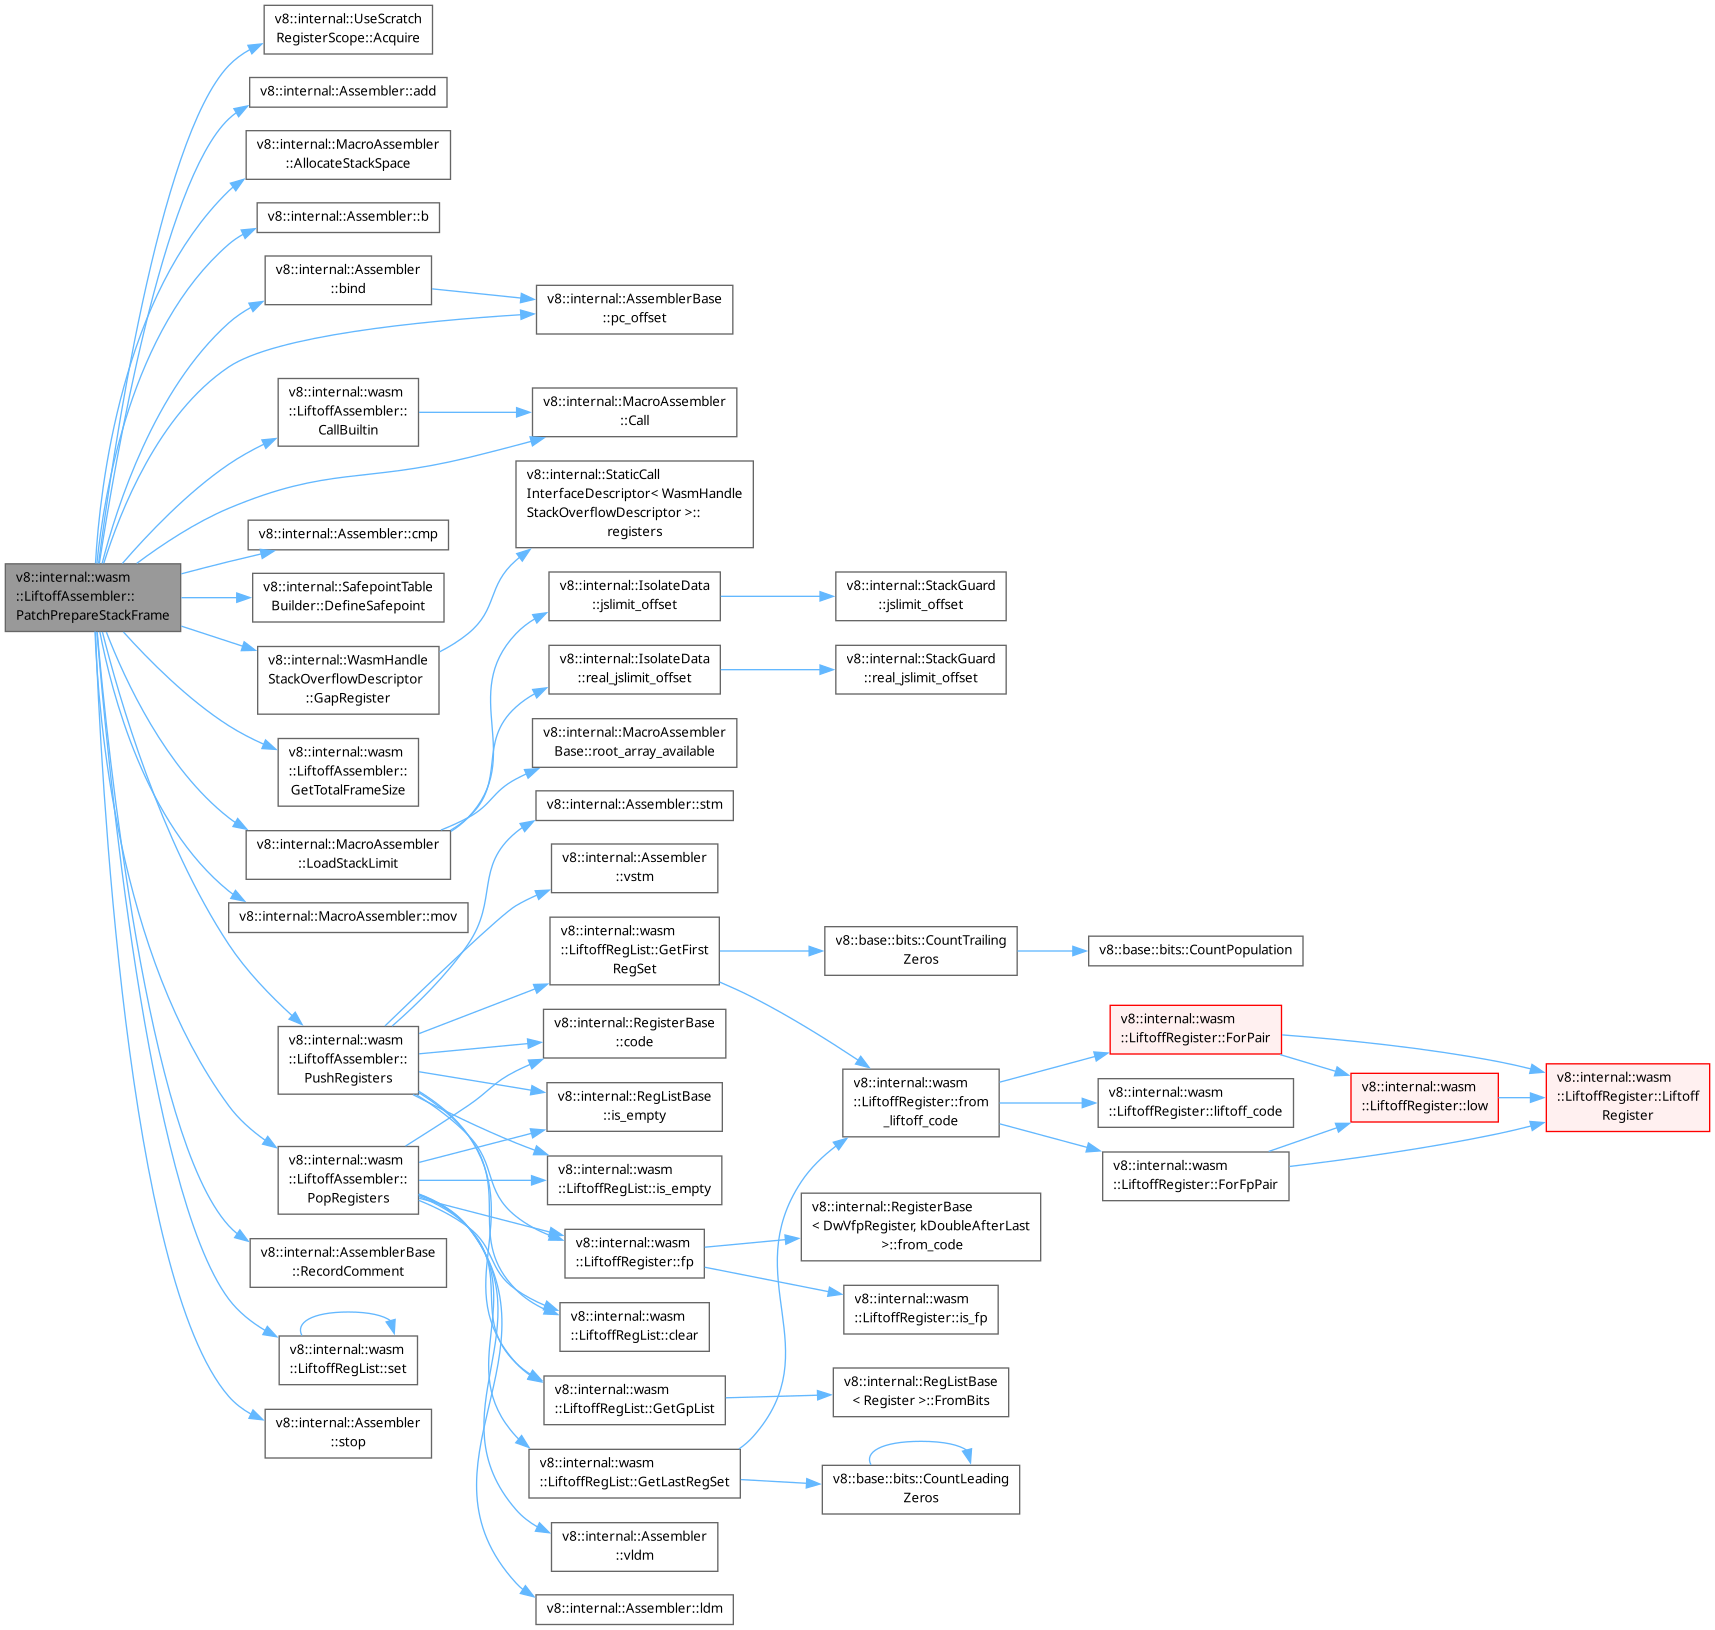 v8::internal::UseScratch
RegisterScope::Acquire
v8::internal::Assembler::add
v8::internal::MacroAssembler
::AllocateStackSpace
v8::internal::Assembler::b
v8::internal::Assembler
::bind
v8::internal::AssemblerBase
::pc_offset
v8::internal::wasm
::LiftoffAssembler::
CallBuiltin
v8::internal::MacroAssembler
::Call
v8::internal::StaticCall
InterfaceDescriptor< WasmHandle
StackOverflowDescriptor >::
registers
v8::internal::Assembler::cmp
v8::internal::wasm
::LiftoffAssembler::
PatchPrepareStackFrame
v8::internal::SafepointTable
Builder::DefineSafepoint
v8::internal::IsolateData
::jslimit_offset
v8::internal::StackGuard
::jslimit_offset
v8::internal::WasmHandle
StackOverflowDescriptor
::GapRegister
v8::internal::IsolateData
::real_jslimit_offset
v8::internal::StackGuard
::real_jslimit_offset
v8::internal::wasm
::LiftoffAssembler::
GetTotalFrameSize
v8::internal::MacroAssembler
Base::root_array_available
v8::internal::Assembler::stm
v8::internal::MacroAssembler
::LoadStackLimit
v8::internal::Assembler
::vstm
v8::internal::MacroAssembler::mov
v8::internal::wasm
::LiftoffRegList::GetFirst
RegSet
v8::base::bits::CountTrailing
Zeros
v8::base::bits::CountPopulation
v8::internal::wasm
::LiftoffAssembler::
PushRegisters
v8::internal::RegisterBase
::code
v8::internal::wasm
::LiftoffRegister::ForPair
v8::internal::RegListBase
::is_empty
v8::internal::wasm
::LiftoffRegister::from
_liftoff_code
v8::internal::wasm
::LiftoffRegister::liftoff_code
v8::internal::wasm
::LiftoffRegister::low
v8::internal::wasm
::LiftoffRegister::Liftoff
Register
v8::internal::wasm
::LiftoffAssembler::
PopRegisters
v8::internal::wasm
::LiftoffRegList::is_empty
v8::internal::wasm
::LiftoffRegister::ForFpPair
v8::internal::RegisterBase
< DwVfpRegister, kDoubleAfterLast
>::from_code
v8::internal::AssemblerBase
::RecordComment
v8::internal::wasm
::LiftoffRegister::fp
v8::internal::wasm
::LiftoffRegister::is_fp
v8::internal::wasm
::LiftoffRegList::clear
v8::internal::wasm
::LiftoffRegList::set
v8::internal::wasm
::LiftoffRegList::GetGpList
v8::internal::RegListBase
< Register >::FromBits
v8::internal::Assembler
::stop
v8::internal::wasm
::LiftoffRegList::GetLastRegSet
v8::base::bits::CountLeading
Zeros
v8::internal::Assembler
::vldm
v8::internal::Assembler::ldm